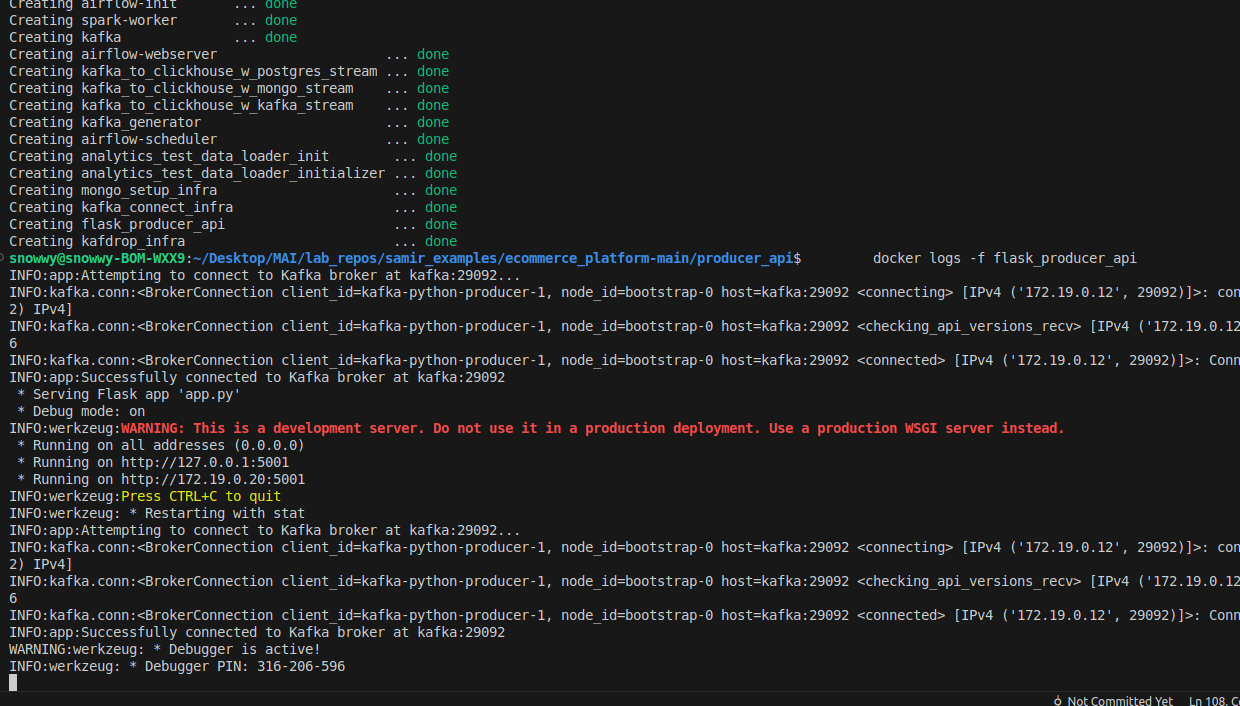 Creating airflow-init       ... done
Creating spark-worker       ... done
Creating kafka              ... done
Creating airflow-webserver                     ... done
Creating kafka_to_clickhouse_w_postgres_stream ... done
Creating kafka_to_clickhouse_w_mongo_stream    ... done
Creating kafka_to_clickhouse_w_kafka_stream    ... done
Creating kafka_generator                       ... done
Creating airflow-scheduler                     ... done
Creating analytics_test_data_loader_init        ... done
Creating analytics_test_data_loader_initializer ... done
Creating mongo_setup_infra                      ... done
Creating kafka_connect_infra                    ... done
Creating flask_producer_api                     ... done
Creating kafdrop_infra                          ... done
snowwy@snowwy-BOM-WXX9:~/Desktop/MAI/lab_repos/samir_examples/ecommerce_platform-main/producer_api$         docker logs -f flask_producer_api
INFO:app:Attempting to connect to Kafka broker at kafka:29092...
INFO:kafka.conn:<BrokerConnection client_id=kafka-python-producer-1, node_id=bootstrap-0 host=kafka:29092 <connecting> [IPv4 ('172.19.0.12', 29092)]>: con
2) IPv4]
INFO:kafka.conn:<BrokerConnection client_id=kafka-python-producer-1, node_id=bootstrap-0 host=kafka:29092 <checking_api_versions_recv> [IPv4 ('172.19.0.12
6
INFO:kafka.conn:<BrokerConnection client_id=kafka-python-producer-1, node_id=bootstrap-0 host=kafka:29092 <connected> [IPv4 ('172.19.0.12', 29092)]>: Conn
INFO:app:Successfully connected to Kafka broker at kafka:29092
 * Serving Flask app 'app.py'
 * Debug mode: on
INFO:werkzeug:WARNING: This is a development server. Do not use it in a production deployment. Use a production WSGI server instead.
 * Running on all addresses (0.0.0.0)
 * Running on http://127.0.0.1:5001
 * Running on http://172.19.0.20:5001
INFO:werkzeug:Press CTRL+C to quit
INFO:werkzeug: * Restarting with stat
INFO:app:Attempting to connect to Kafka broker at kafka:29092...
INFO:kafka.conn:<BrokerConnection client_id=kafka-python-producer-1, node_id=bootstrap-0 host=kafka:29092 <connecting> [IPv4 ('172.19.0.12', 29092)]>: con
2) IPv4]
INFO:kafka.conn:<BrokerConnection client_id=kafka-python-producer-1, node_id=bootstrap-0 host=kafka:29092 <checking_api_versions_recv> [IPv4 ('172.19.0.12
6
INFO:kafka.conn:<BrokerConnection client_id=kafka-python-producer-1, node_id=bootstrap-0 host=kafka:29092 <connected> [IPv4 ('172.19.0.12', 29092)]>: Conn
INFO:app:Successfully connected to Kafka broker at kafka:29092
WARNING:werkzeug: * Debugger is active!
INFO:werkzeug: * Debugger PIN: 316-206-596
Not Committed Yet   Ln 108, C